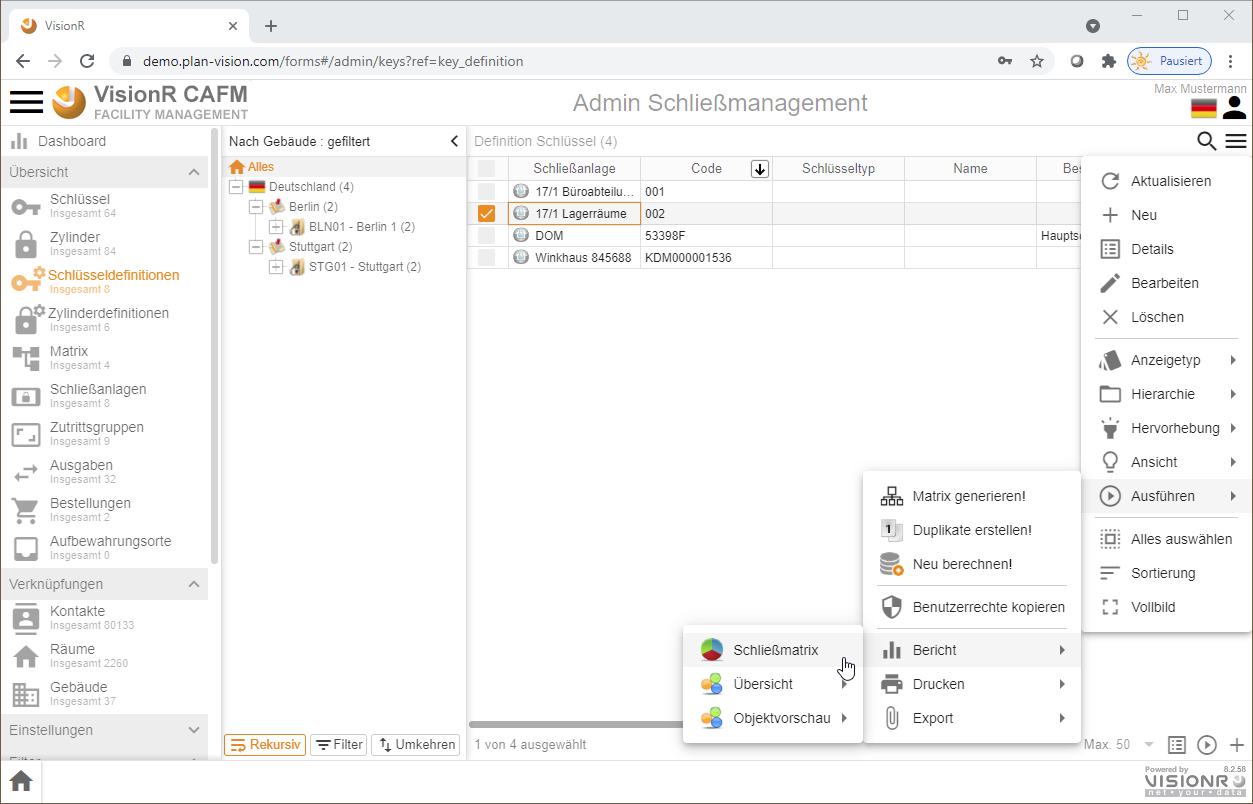 VisionR
demo.plan-vision.com/forms#/admin/keys?ref=key_definition
Pausiert
VisionR CAFM
FACILITY MANAGEMENT
Admin Schließmanagement
Max Mustermann
Dashboard
Übersicht
Schlüssel
Insgesamt 64
Zylinder
Insgesamt 84
Schlüsseldefinitionen
Insgesamt 8
Zylinderdefinitionen
Insgesamt 6
Matrix
Insgesamt 4
Schließanlagen
Insgesamt 8
Zutrittsgruppen
Insgesamt 9
Ausgaben
Insgesamt 32
Bestellungen
Insgesamt 2
Aufbewahrungsorte
Insgesamt 0
Verknüpfungen
Kontakte
Insgesamt 80133
Räume
Insgesamt 2260
Gebäude
Insgesamt 37
Einstellungen
Nach Gebäude : gefiltert
Alles
Deutschland (4)
Berlin (2)
BLN01 - Berlin 1 (2)
Stuttgart (2)
STG01 - Stuttgart (2)
Rekursiv Filter Umkehren
Definition Schlüssel (4)
Schließanlage Code Schlüsseltyp Name Bes
17/1 Büroabteilu... 001
17/1 Lagerräume 002
DOM 53398F Hauptsc
Winkhaus 845688 KDM000001536
1 von 4 ausgewählt
Max. 50
Aktualisieren
Neu
Details
Bearbeiten
Löschen
Anzeigetyp
Hierarchie
Hervorhebung
Ansicht
Ausführen
Alles auswählen
Sortierung
Vollbild
Matrix generieren!
1 Duplikate erstellen!
Neu berechnen!
Benutzerrechte kopieren
Bericht
Drucken
Export
Schließmatrix
Übersicht
Objektvorschau
Powered by 8.2.58
VISIONR
net · your · data